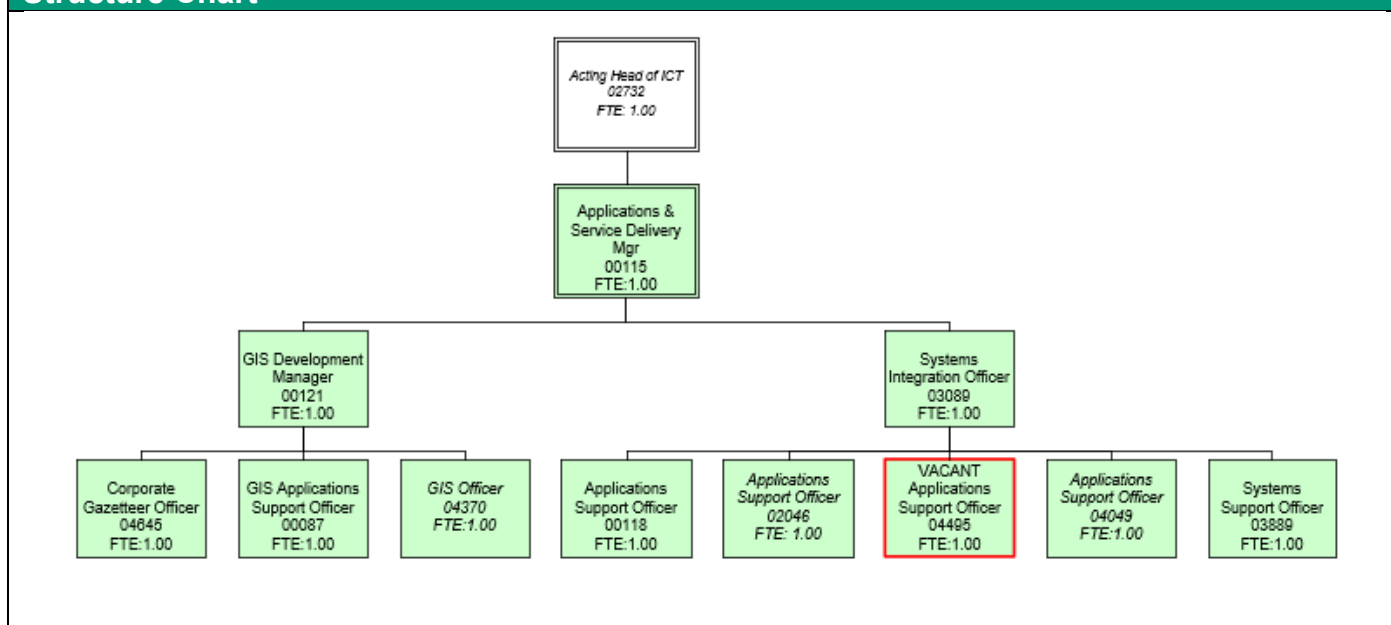 Structure Chart
Acting Head of ICT
02732
FTE: 1.00
Applications &
Service Delivery
Mgr
00115
FTE:1.00
GIS Development
Manager
00121
FTE:1.00
Systems
Integration Officer
03089
FTE:1.00
Corporate
Gazetteer Officer
04645
FTE:1.00
GIS Applications
Support Officer
00087
FTE:1.00
GIS Officer
04370
FTE:1.00
Applications
Support Officer
00118
FTE:1.00
Applications
Support Officer
02046
FTE: 1.00
VACANT
Applications
Support Officer
04495
FTE:1.00
Applications
Support Officer
04049
FTE:1.00
Systems
Support Officer
03889
FTE:1.00